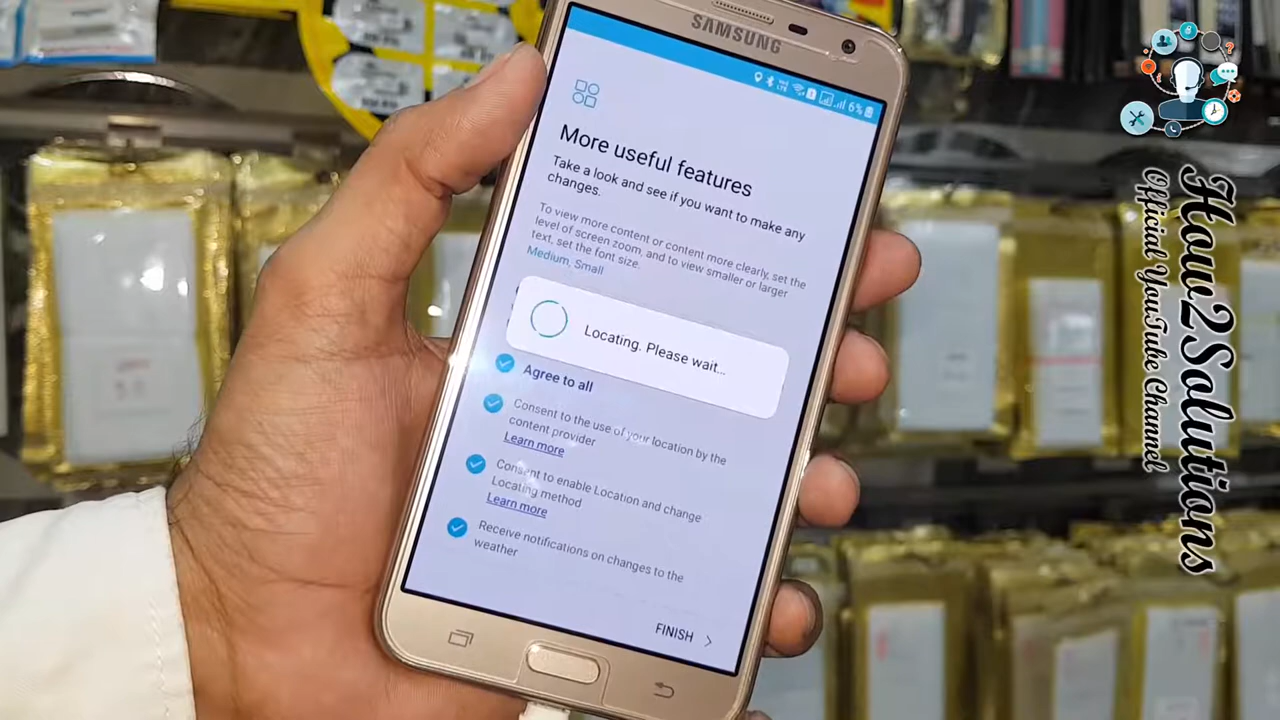 SAMSUNG
6%
More useful features
Take a look and see if you want to make any
changes.
To view more content or content more clearly, set the
level of screen zoom, and to view smaller or larger
text, set the font size.
Medium, Small
Locating. Please wait...
Agree to all
Consent to the use of your location by the
content provider
Learn more
Consent to enable Location and change
Locating method
Learn more
Receive notifications on changes to the
weather
FINISH
How2Solutions
Official YouTube Channel